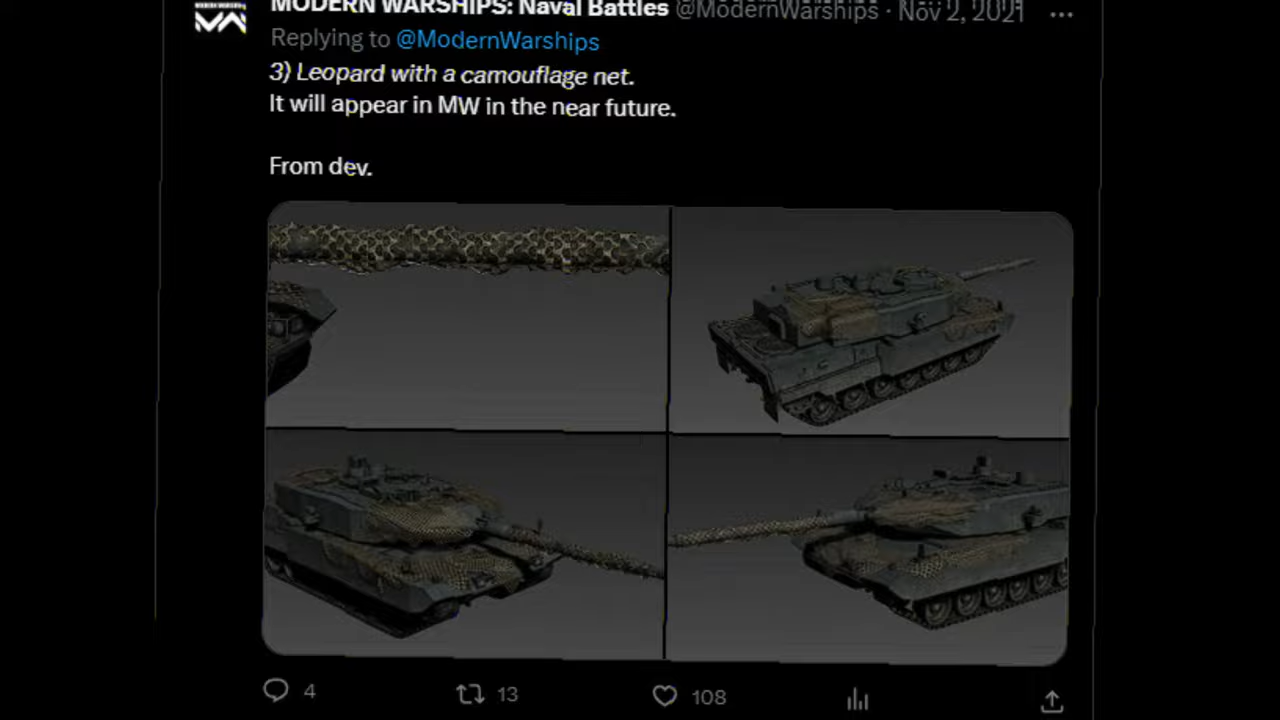 MODERN WARSHIPS: Naval Battles @ModernWarships · Nov 2, 2021
Replying to @ModernWarships
3) Leopard with a camouflage net.
It will appear in MW in the near future.
From dev.
4 13 108